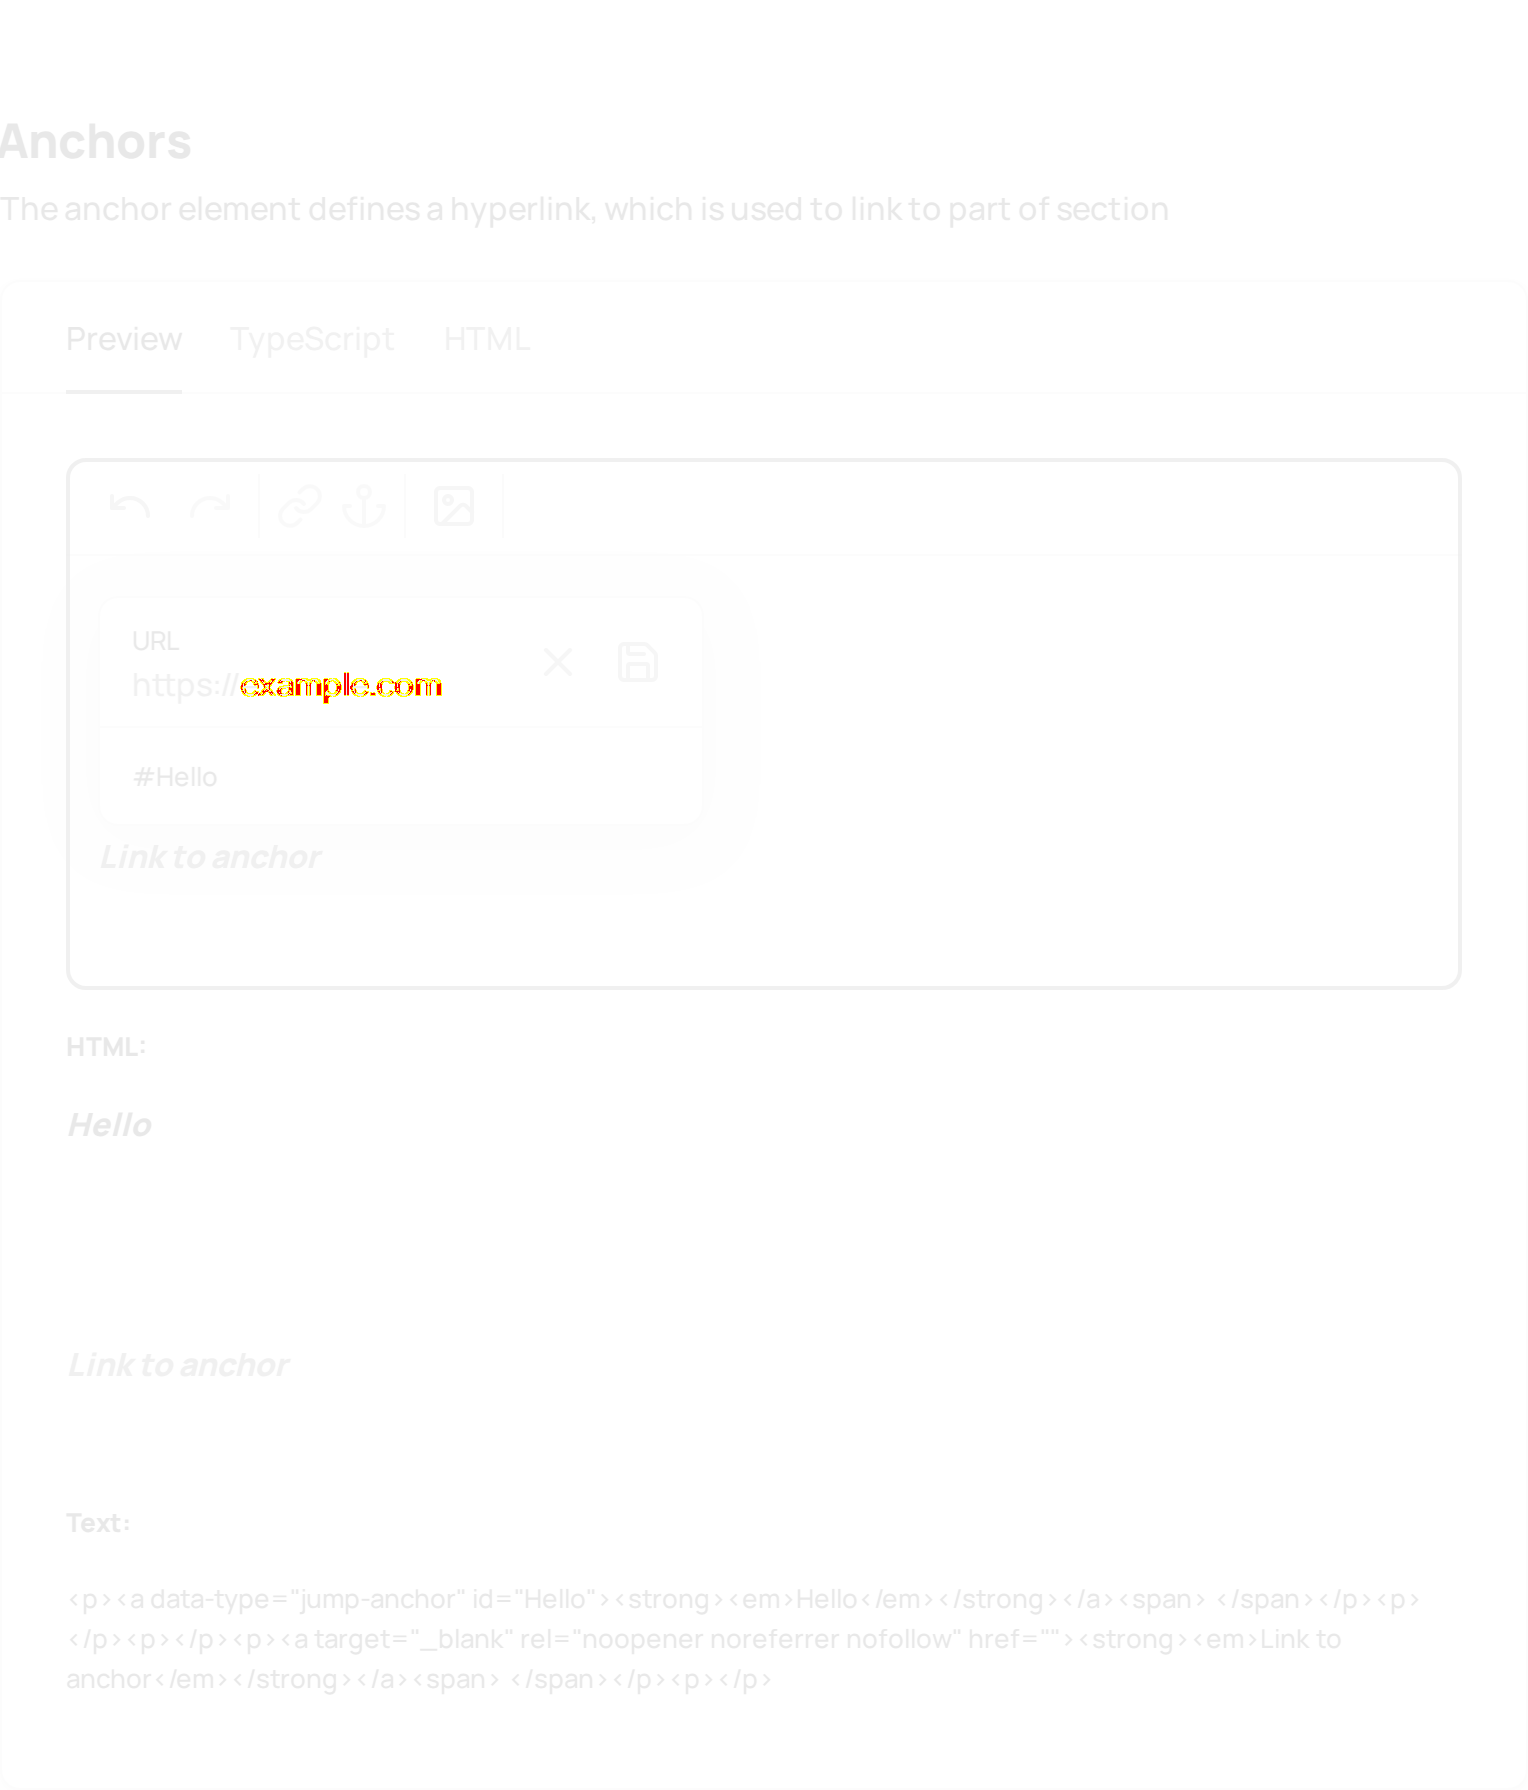 Anchors
The anchor element defines a hyperlink, which is used to link to part of section
Preview TypeScript HTML
URL
https://example.com
#Hello
Link to anchor
HTML:
Hello
Link to anchor
Text:
<p><a data-type="jump-anchor" id="Hello"><strong><em>Hello</em></strong></a><span> </span></p><p>
</p><p></p><p><a target="_blank" rel="noopener noreferrer nofollow" href=""><strong><em>Link to
anchor</em></strong></a><span> </span></p><p></p>